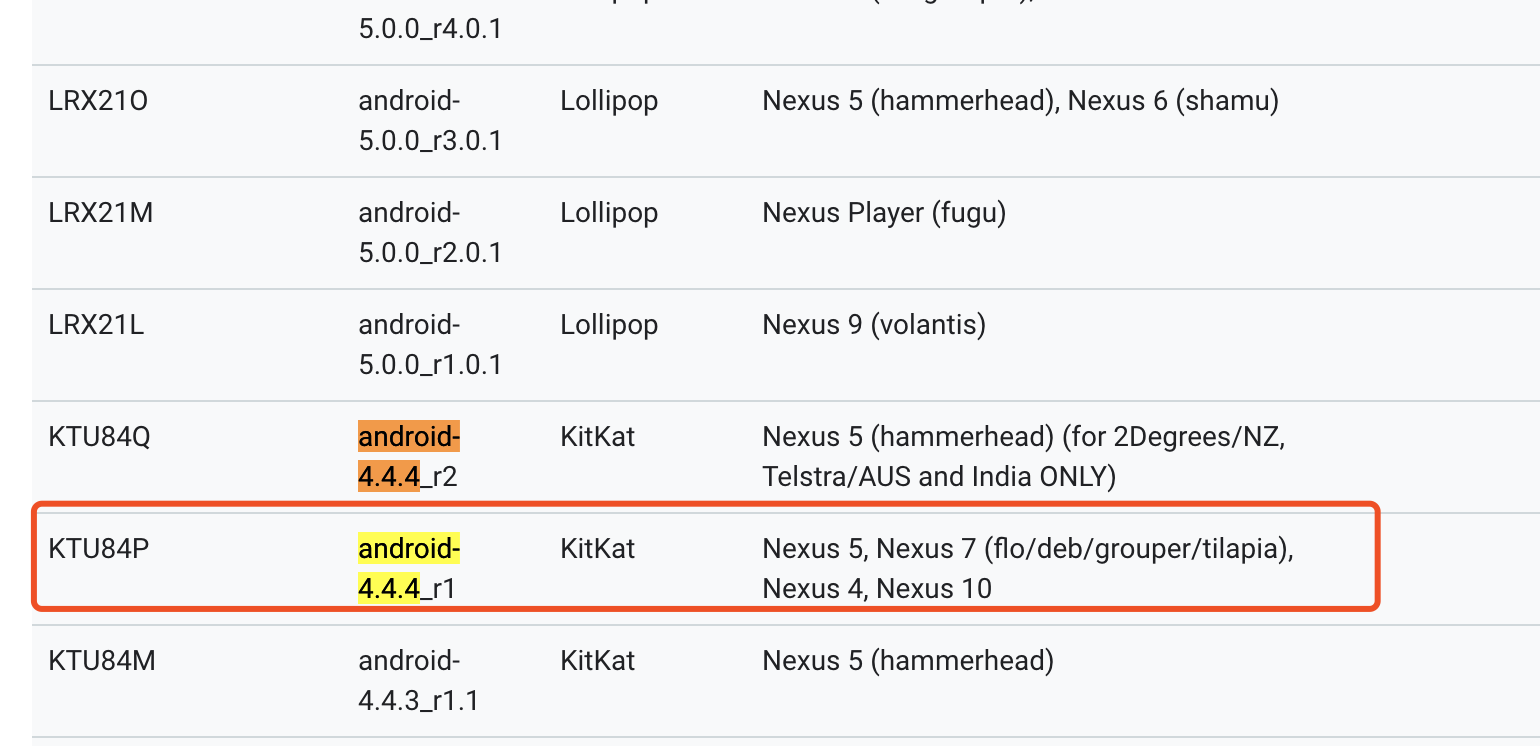 5.0.0_r4.0.1
LRX21O android- Lollipop Nexus 5 (hammerhead), Nexus 6 (shamu)
5.0.0_r3.0.1
LRX21M android- Lollipop Nexus Player (fugu)
5.0.0_r2.0.1
LRX21L android- Lollipop Nexus 9 (volantis)
5.0.0_r1.0.1
KTU84Q android- KitKat Nexus 5 (hammerhead) (for 2Degrees/NZ,
4.4.4_r2 Telstra/AUS and India ONLY)
KTU84P android- KitKat Nexus 5, Nexus 7 (flo/deb/grouper/tilapia),
4.4.4_r1 Nexus 4, Nexus 10
KTU84M android- KitKat Nexus 5 (hammerhead)
4.4.3_r1.1